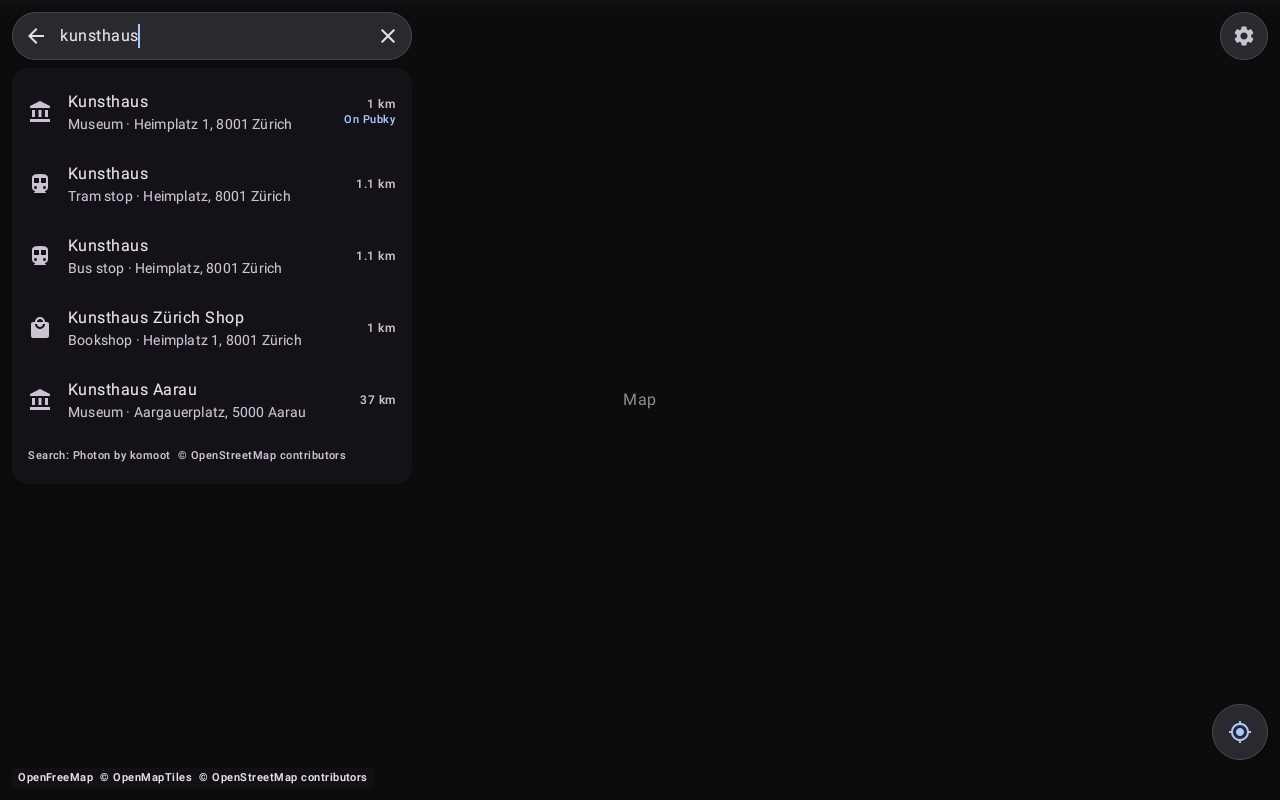 kunsthaus
Kunsthaus
Museum · Heimplatz 1, 8001 Zürich
1 km
On Pubky
Kunsthaus
Tram stop · Heimplatz, 8001 Zürich
1.1 km
Kunsthaus
Bus stop · Heimplatz, 8001 Zürich
1.1 km
Kunsthaus Zürich Shop
Bookshop · Heimplatz 1, 8001 Zürich
1 km
Kunsthaus Aarau
Museum · Aargauerplatz, 5000 Aarau
37 km
Search: Photon by komoot © OpenStreetMap contributors
Map
OpenFreeMap © OpenMapTiles © OpenStreetMap contributors